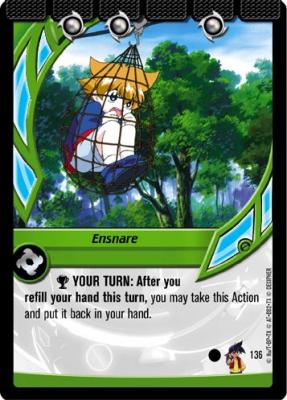 Ensnare
YOUR TURN: After you
refill your hand this turn, you may take this Action
and put it back in your hand.
136